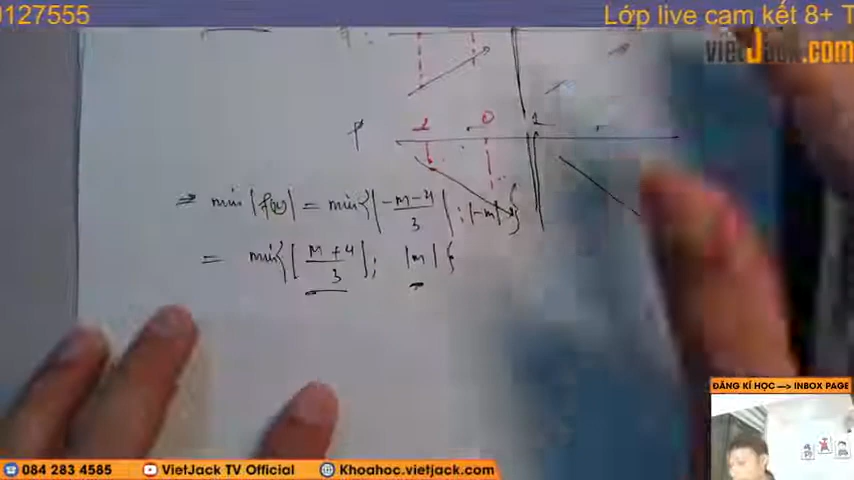 0127555
Lớp live cam kết 8+ T
vietJack.com
-2 0 1
=> min |f(x)| = min{|-m-4/3|; |-m|}
= min{|m+4/3|; |m|}
ĐĂNG KÍ HỌC —> INBOX PAGE
084 283 4585 VietJack TV Official Khoahoc.vietjack.com